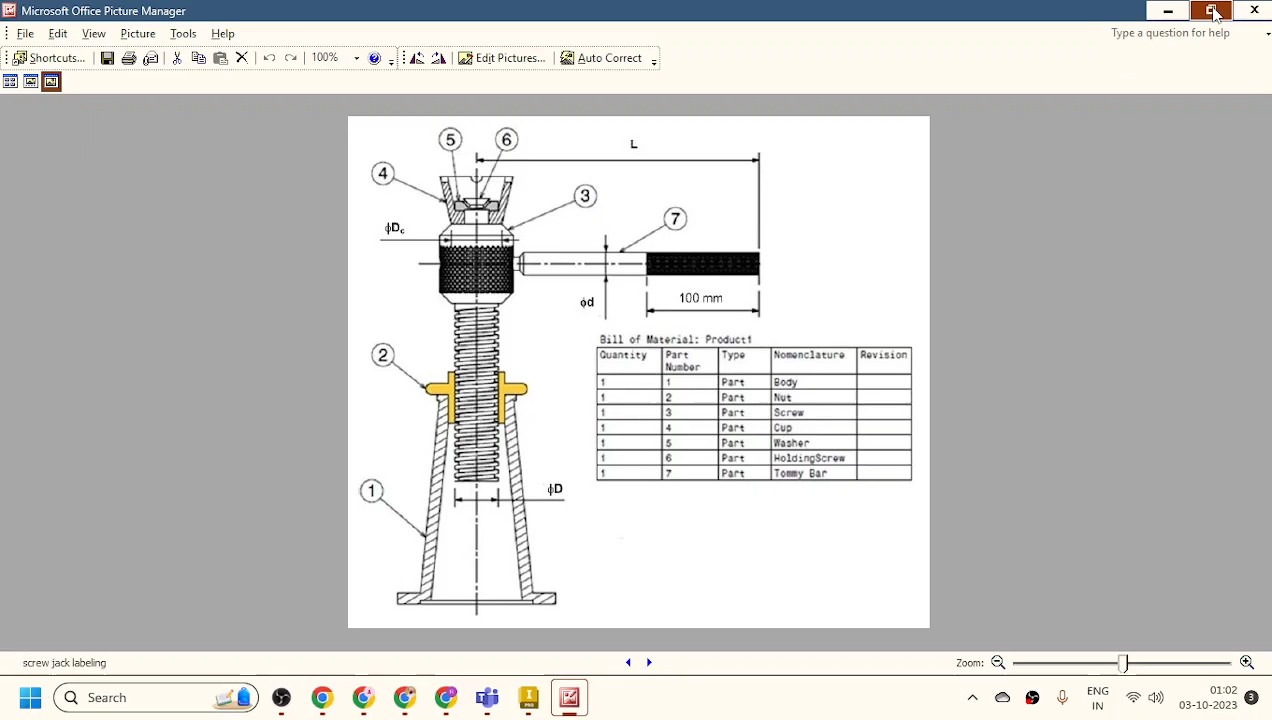 Microsoft Office Picture Manager
File Edit View Picture Tools Help
Type a question for help
Shortcuts... 100% Edit Pictures... Auto Correct
5 6
L
4
3
ϕDc
7
ϕd
100 mm
2
Bill of Material: Product1
Quantity Part Number Type Nomenclature Revision
1 1 Part Body
1 2 Part Nut
1 3 Part Screw
1 4 Part Cup
1 5 Part Washer
1 6 Part HoldingScrew
1 7 Part Tommy Bar
1
ϕD
screw jack labeling
Zoom:
Search
PRO
ENG
IN
01:02
03-10-2023
3